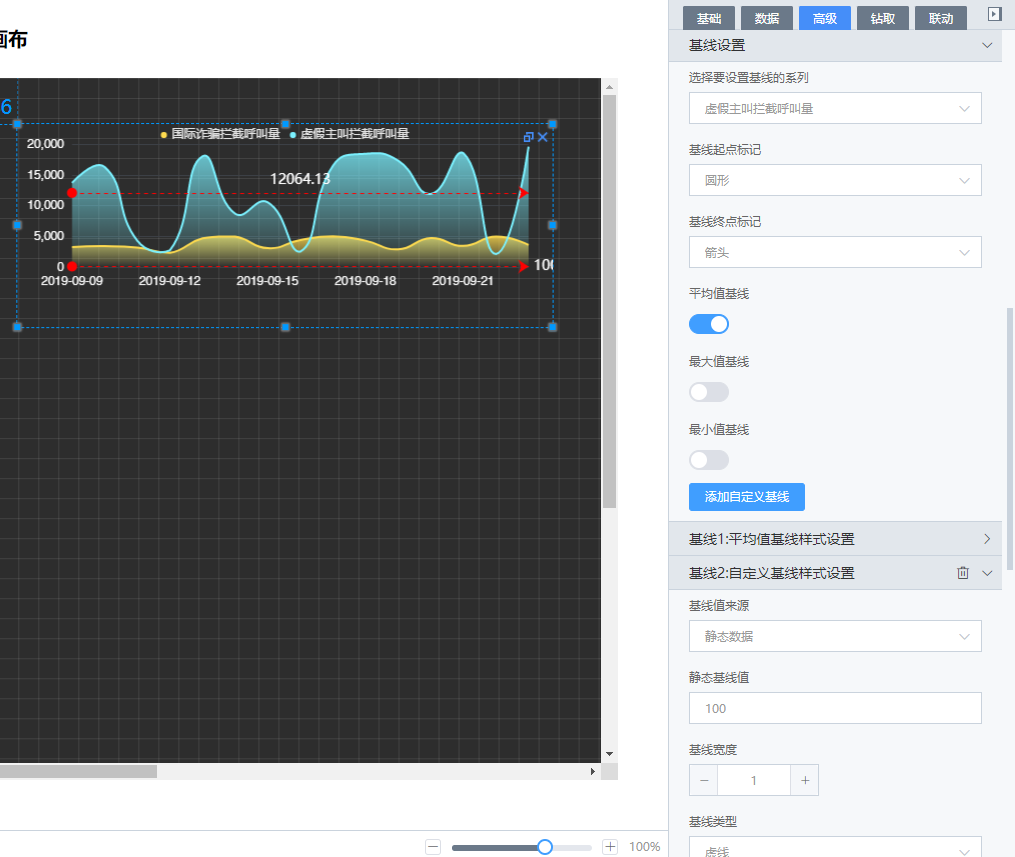 画布
6
国际诈骗拦截呼叫量 虚假主叫拦截呼叫量
20,000
15,000
10,000
5,000
0
12064.13
100
2019-09-09 2019-09-12 2019-09-15 2019-09-18 2019-09-21
100%
基础 数据 高级 钻取 联动
基线设置
选择要设置基线的系列
虚假主叫拦截呼叫量
基线起点标记
圆形
基线终点标记
箭头
平均值基线
最大值基线
最小值基线
添加自定义基线
基线1:平均值基线样式设置
基线2:自定义基线样式设置
基线值来源
静态数据
静态基线值
100
基线宽度
1
基线类型
虚线